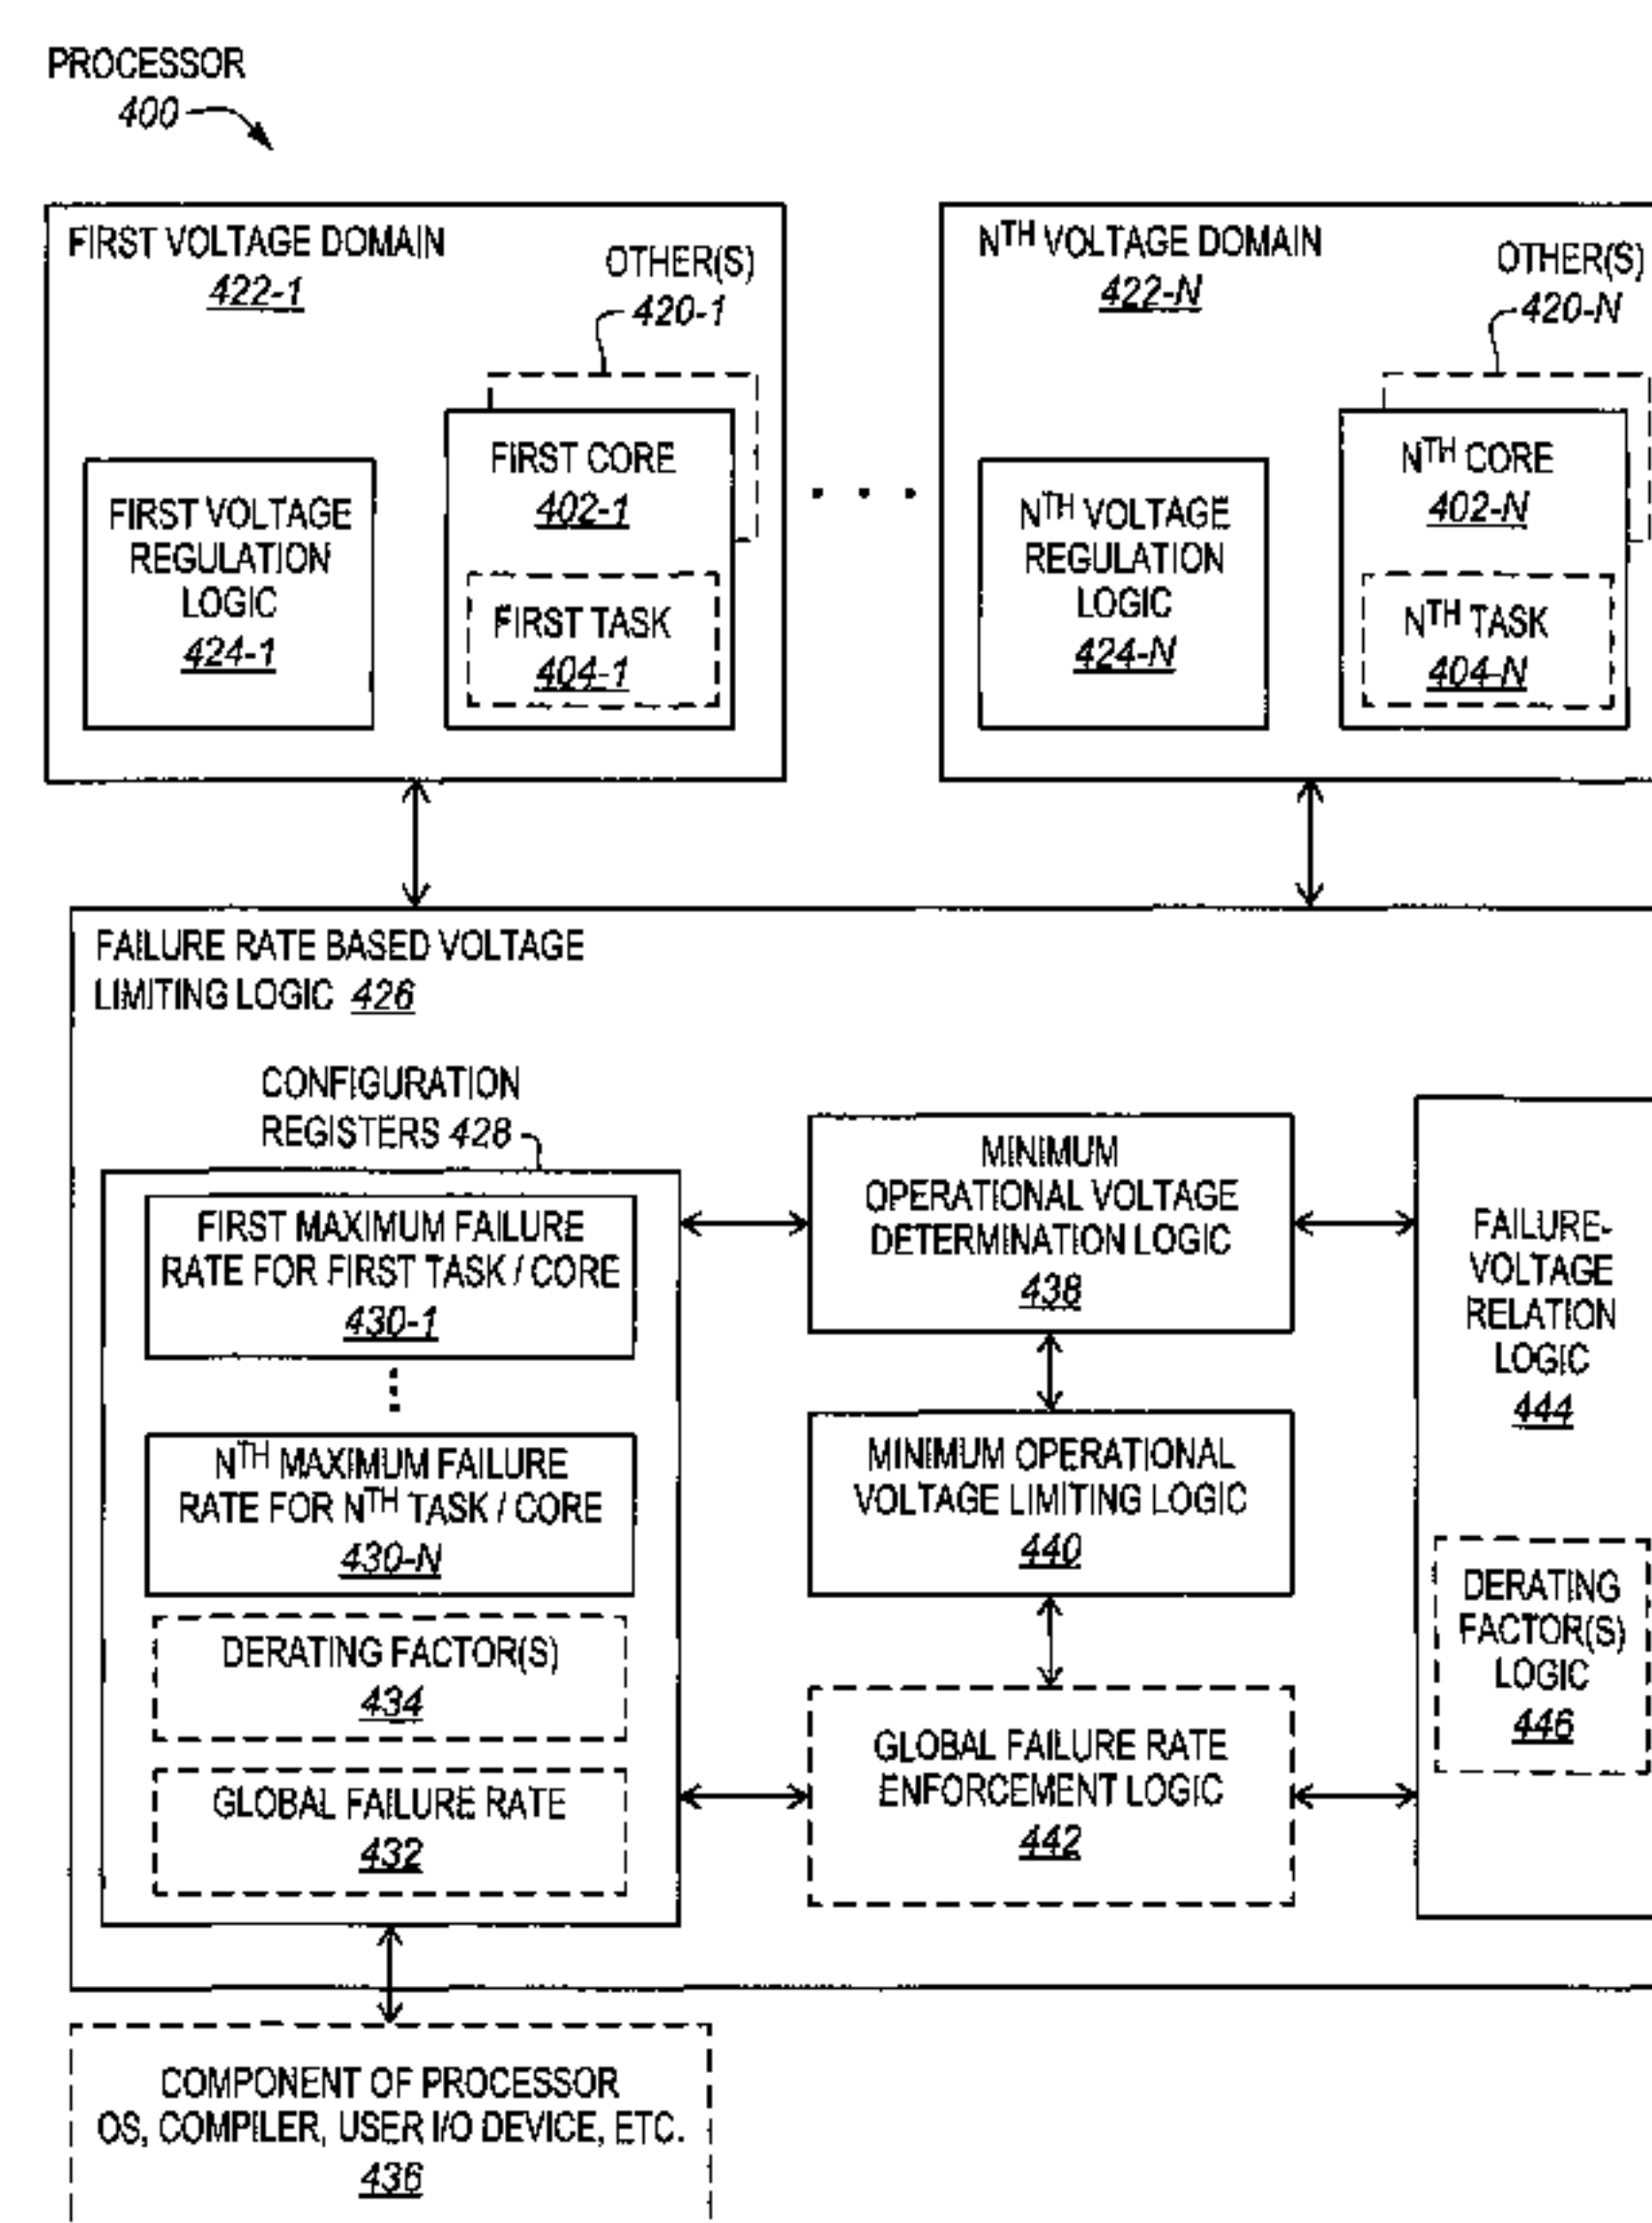 PROCESSOR
400
FIRST VOLTAGE DOMAIN
422-1
OTHER(S)
420-1
FIRST VOLTAGE
REGULATION
LOGIC
424-1
FIRST CORE
402-1
FIRST TASK
404-1
. . .
NTH VOLTAGE DOMAIN
422-N
OTHER(S)
420-N
NTH VOLTAGE
REGULATION
LOGIC
424-N
NTH CORE
402-N
NTH TASK
404-N
FAILURE RATE BASED VOLTAGE
LIMITING LOGIC 426
CONFIGURATION
REGISTERS 428
FIRST MAXIMUM FAILURE
RATE FOR FIRST TASK / CORE
430-1
NTH MAXIMUM FAILURE
RATE FOR NTH TASK / CORE
430-N
DERATING FACTOR(S)
434
GLOBAL FAILURE RATE
432
MINIMUM
OPERATIONAL VOLTAGE
DETERMINATION LOGIC
438
MINIMUM OPERATIONAL
VOLTAGE LIMITING LOGIC
440
GLOBAL FAILURE RATE
ENFORCEMENT LOGIC
442
FAILURE-
VOLTAGE
RELATION
LOGIC
444
DERATING
FACTOR(S)
LOGIC
446
COMPONENT OF PROCESSOR
OS, COMPILER, USER I/O DEVICE, ETC.
436